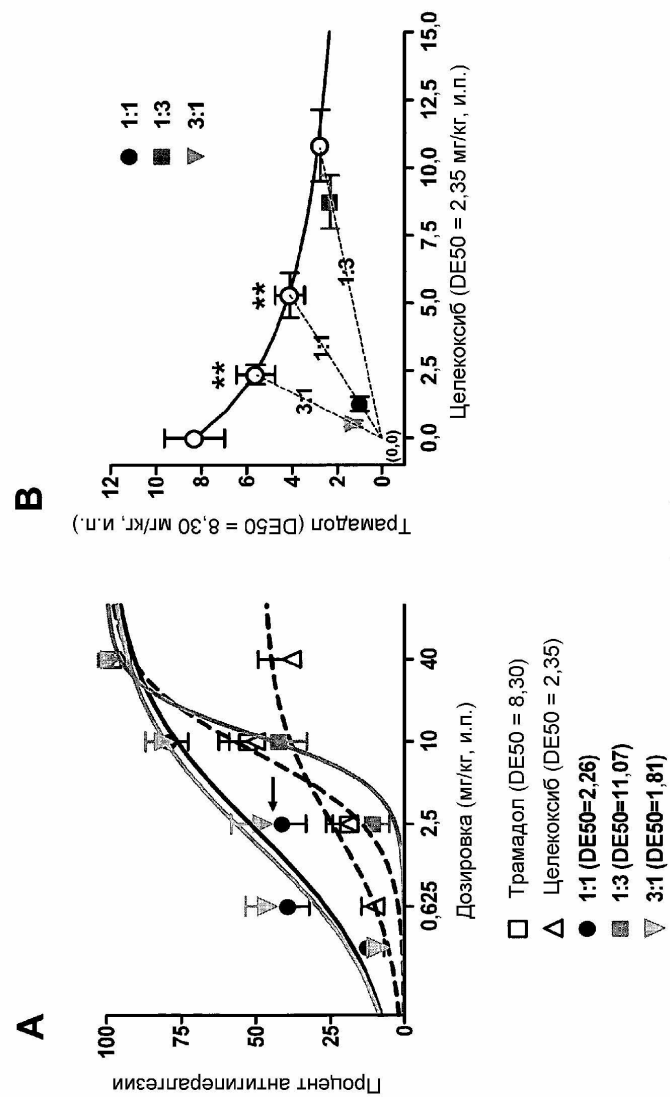 A
Процент антигипералгезии
100
75
50
25
0
0,625
2,5
10
40
Дозировка (мг/кг, и.п.)
Трамадол (DE50 = 8,30)
Целекоксиб (DE50 = 2,35)
1:1 (DE50=2,26)
1:3 (DE50=11,07)
3:1 (DE50=1,81)
B
Трамадол (DE50 = 8,30 мг/кг, и.п.)
12
10
8
6
4
2
0
1:1
1:3
3:1
**
**
3:1
1:1
1:3
(0,0)
0,0
2,5
5,0
7,5
10,0
12,5
15,0
Целекоксиб (DE50 = 2,35 мг/кг, и.п.)